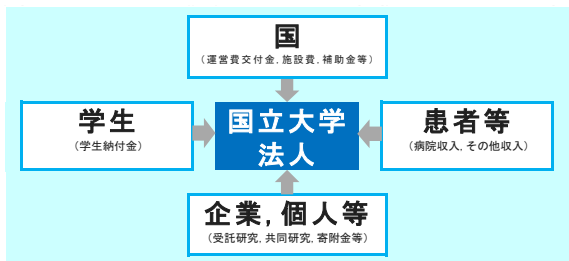 国
（運営費交付金, 施設費, 補助金等）
学生
（学生納付金）
国立大学
法人
患者等
（病院収入, その他収入）
企業, 個人等
（受託研究, 共同研究, 寄附金等）